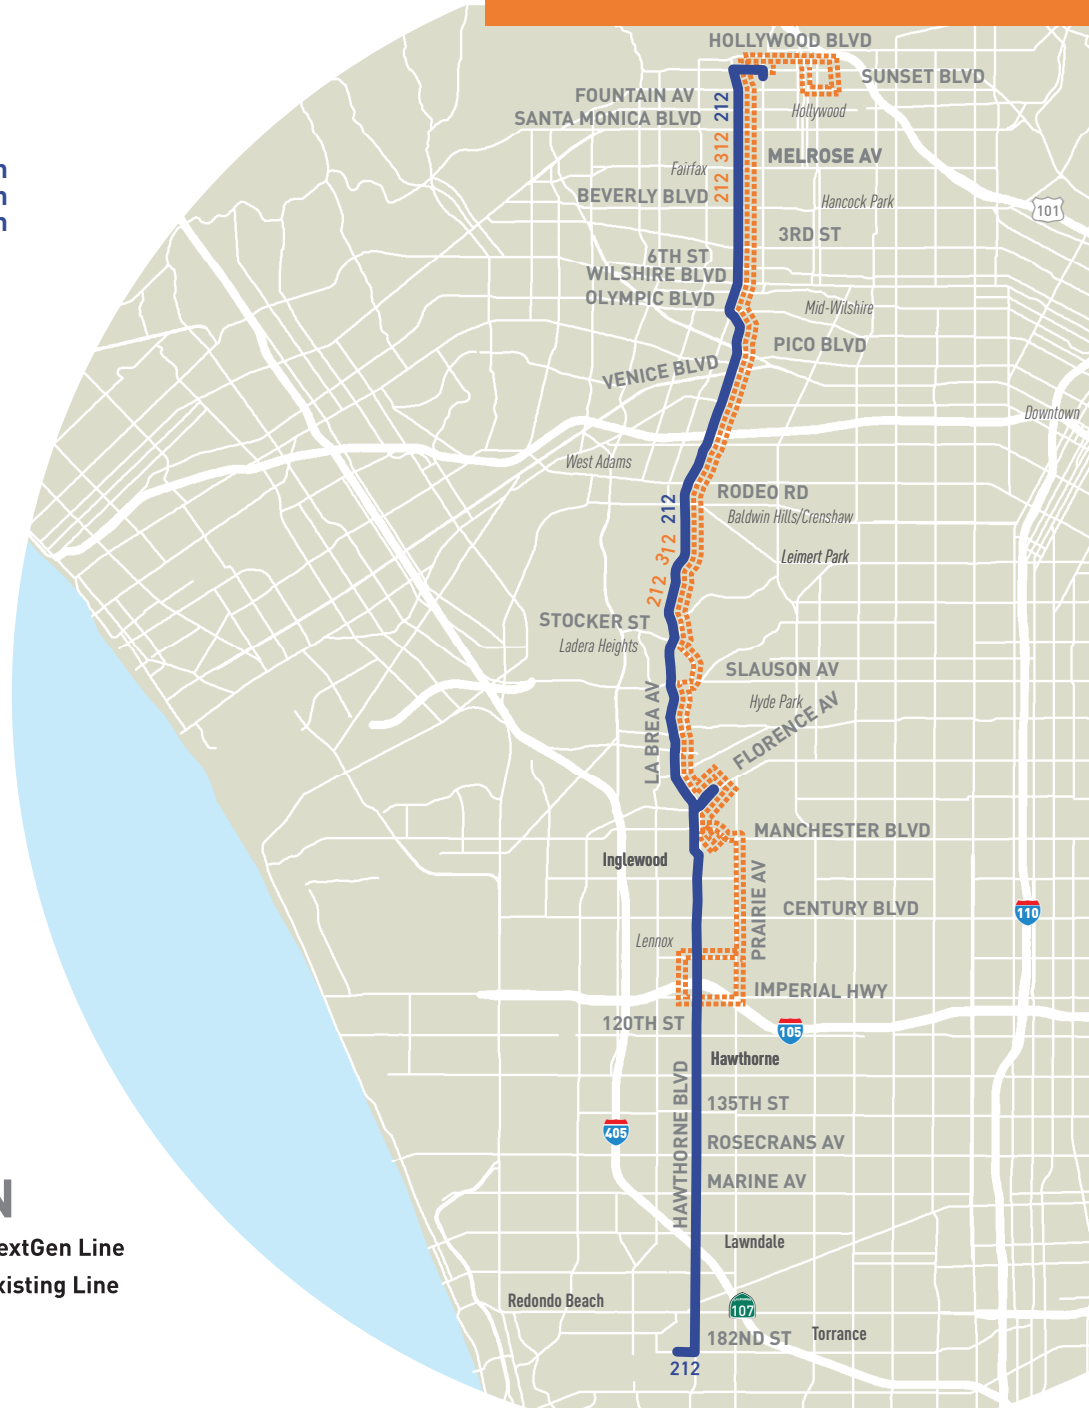 HOLLYWOOD BLVD
SUNSET BLVD
FOUNTAIN AV
212
Hollywood
SANTA MONICA BLVD
312
MELROSE AV
Fairfax
212
BEVERLY BLVD
Hancock Park
101
3RD ST
6TH ST
WILSHIRE BLVD
OLYMPIC BLVD
Mid-Wilshire
PICO BLVD
VENICE BLVD
Downtown
West Adams
RODEO RD
212
Baldwin Hills/Crenshaw
312
Leimert Park
212
STOCKER ST
Ladera Heights
SLAUSON AV
LA BREA AV
Hyde Park
FLORENCE AV
MANCHESTER BLVD
Inglewood
PRAIRIE AV
CENTURY BLVD
110
Lennox
IMPERIAL HWY
120TH ST
105
Hawthorne
HAWTHORNE BLVD
135TH ST
405
ROSECRANS AV
MARINE AV
N
extGen Line
Lawndale
xisting Line
Redondo Beach
107
182ND ST
Torrance
212